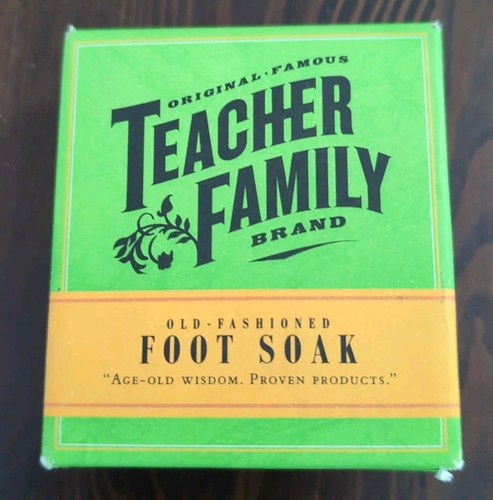 ORIGINAL · FAMOUS
TEACHER
FAMILY
BRAND
OLD-FASHIONED
FOOT SOAK
“AGE-OLD WISDOM. PROVEN PRODUCTS.”